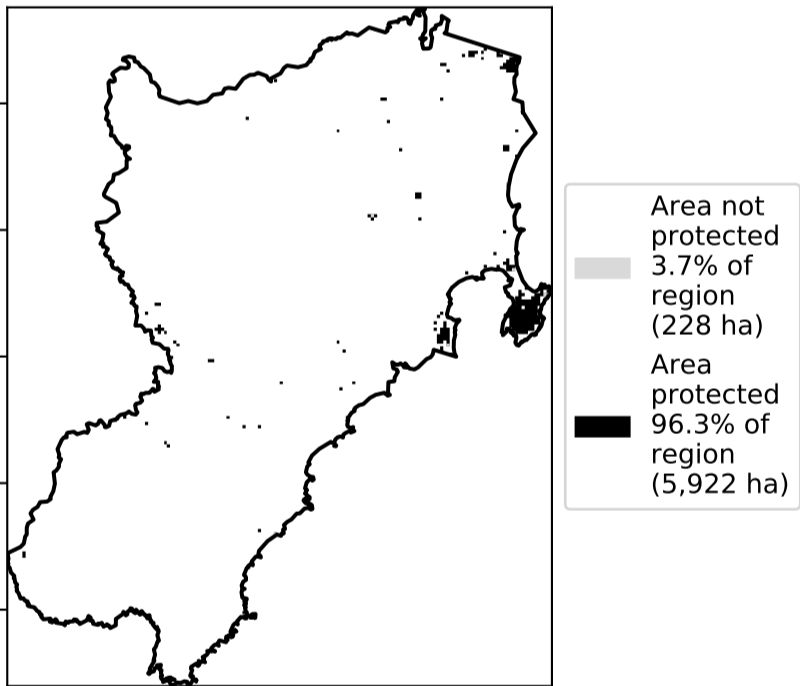 Area not
protected
3.7% of
region
(228 ha)
Area
protected
96.3% of
region
(5,922 ha)